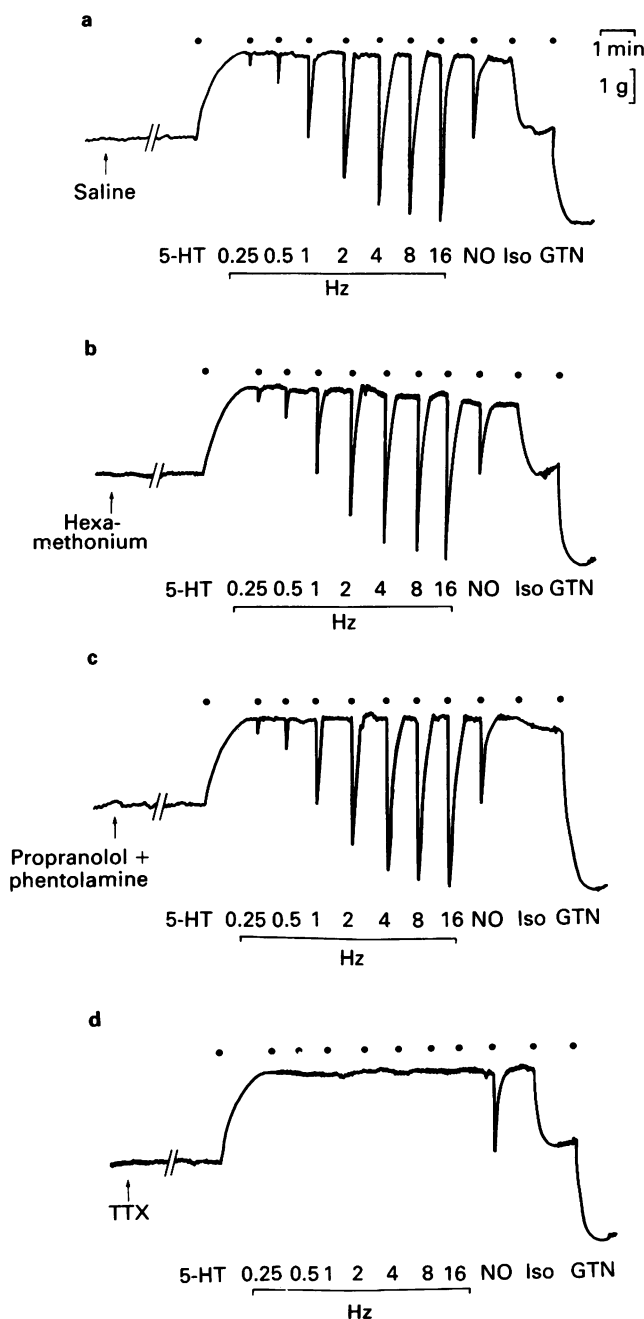 a
1 min
1 g
Saline
5-HT 0.25 0.5 1 2 4 8 16 NO Iso GTN
Hz
b
Hexa-
methonium
5-HT 0.25 0.5 1 2 4 8 16 NO Iso GTN
Hz
c
Propranolol +
phentolamine
5-HT 0.25 0.5 1 2 4 8 16 NO Iso GTN
Hz
d
TTX
5-HT 0.25 0.5 1 2 4 8 16 NO Iso GTN
Hz